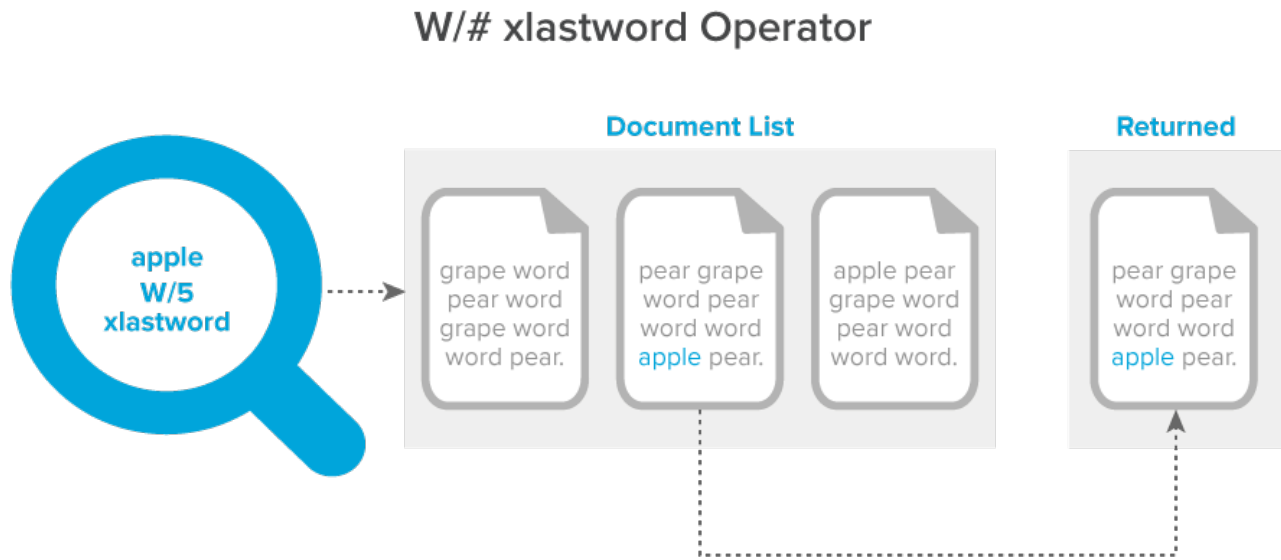 W/# xlastword Operator
Document List
Returned
apple
W/5
xlastword
grape word
pear word
grape word
word pear.
pear grape
word pear
word word
apple pear.
apple pear
grape word
pear word
word word.
pear grape
word pear
word word
apple pear.